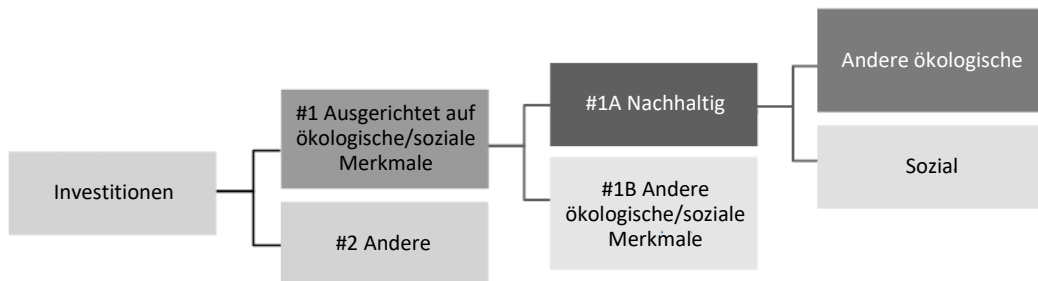 Investitionen
#1 Ausgerichtet auf
ökologische/soziale
Merkmale
#2 Andere
#1A Nachhaltig
#1B Andere
ökologische/soziale
Merkmale
Andere ökologische
Sozial